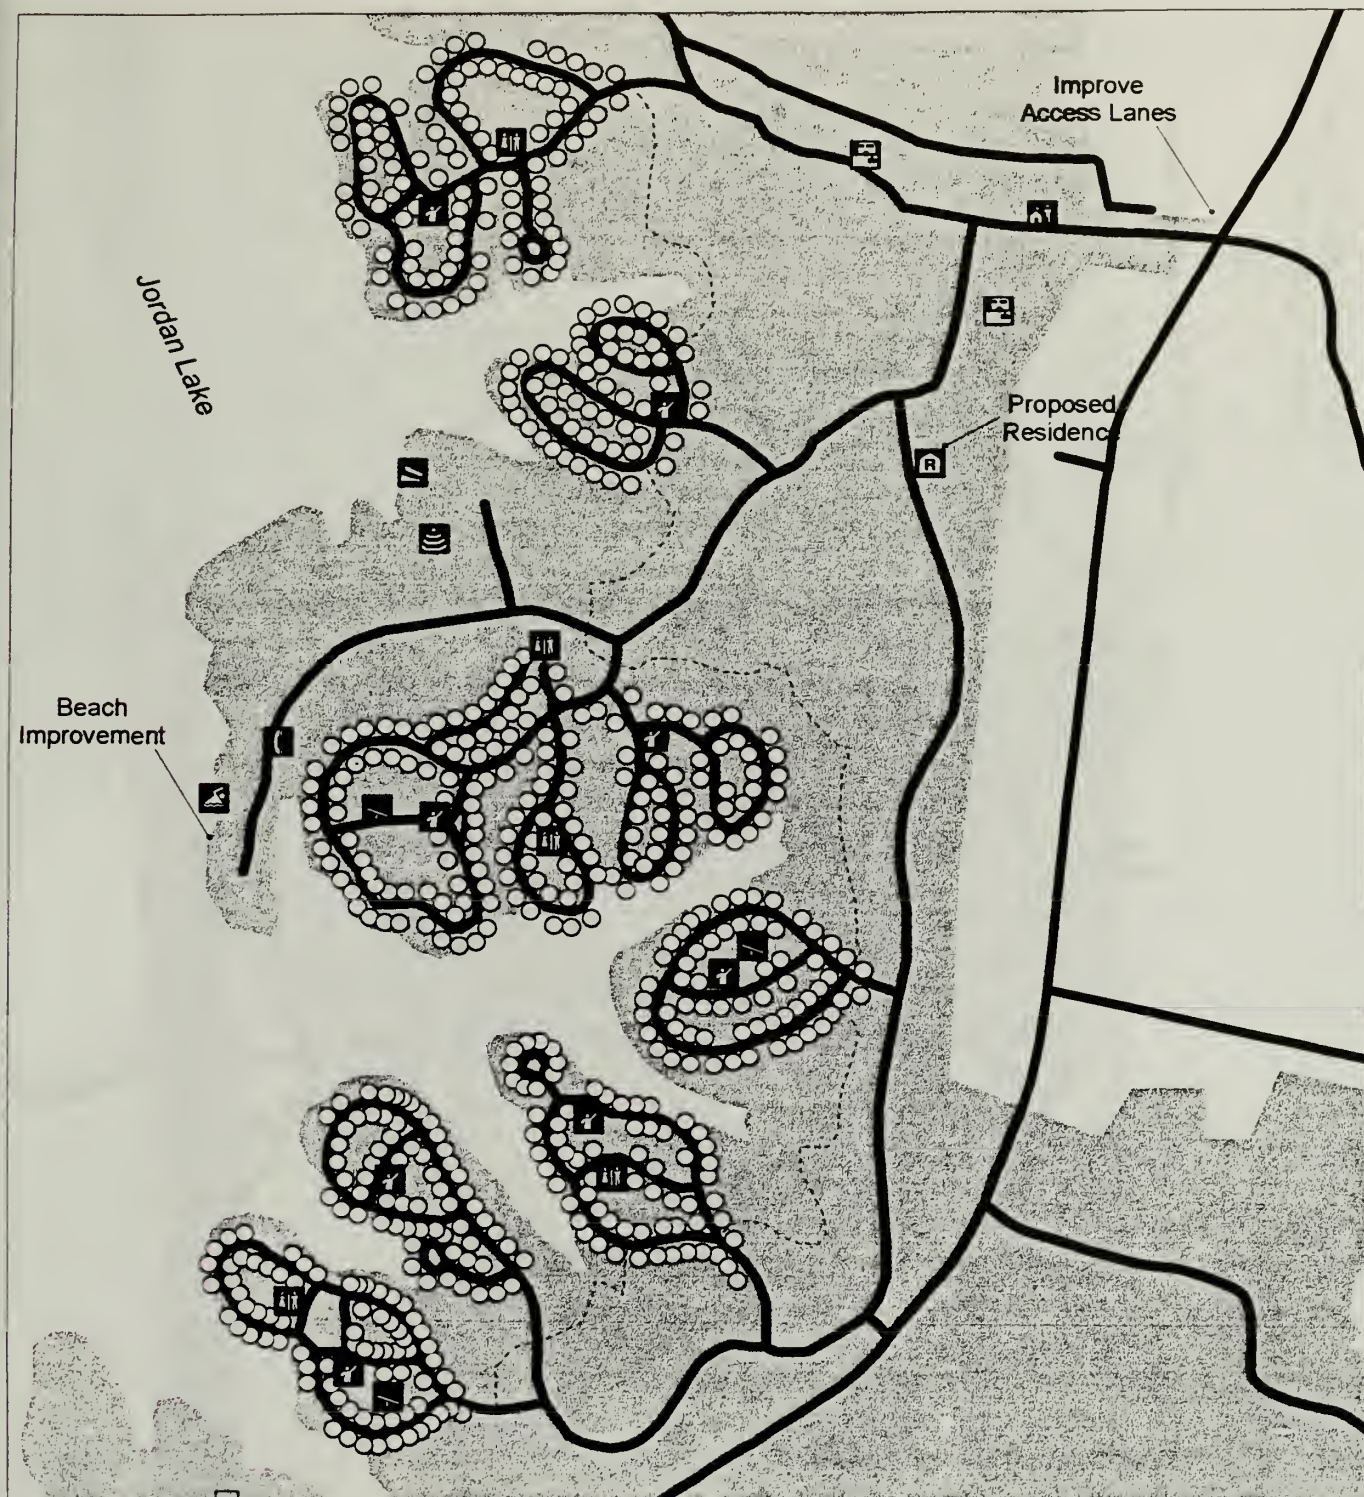 Improve
Access Lanes
Jordan Lake
Proposed
Residence
R
Beach
Improvement